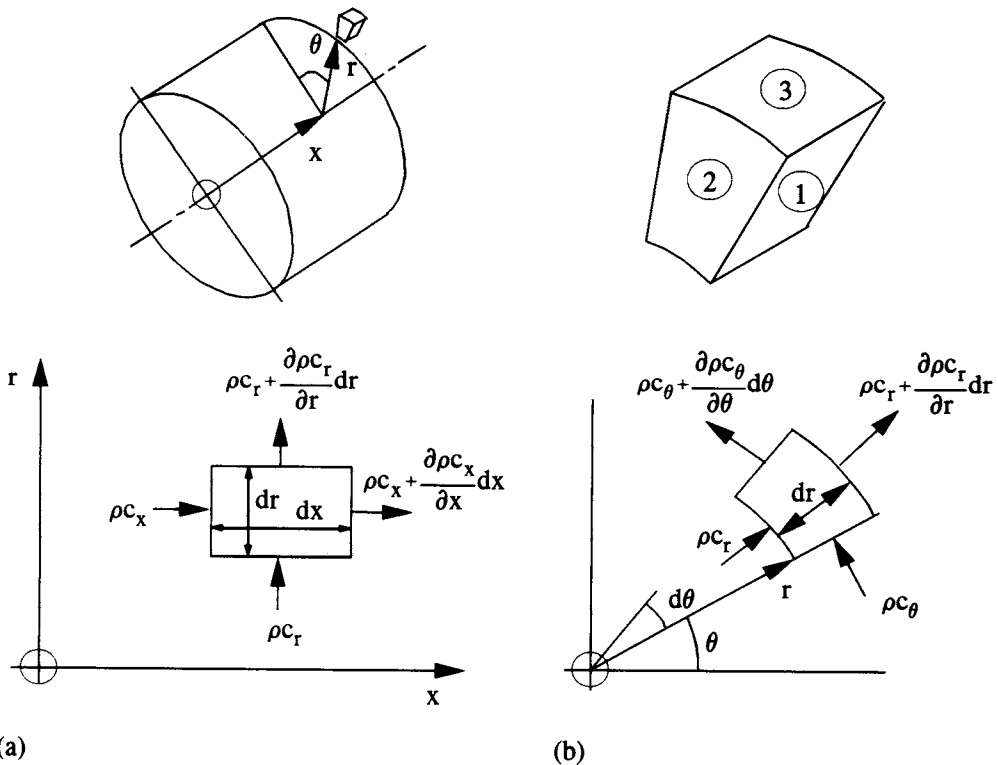 θ
r
x
3
2
1
r
ρc_r + ∂ρc_r/∂r dr
ρc_x
dr
dx
ρc_x + ∂ρc_x/∂x dx
ρc_r
x
(a)
ρc_θ + ∂ρc_θ/∂θ dθ
ρc_r + ∂ρc_r/∂r dr
dr
ρc_r
r
ρc_θ
dθ
θ
(b)